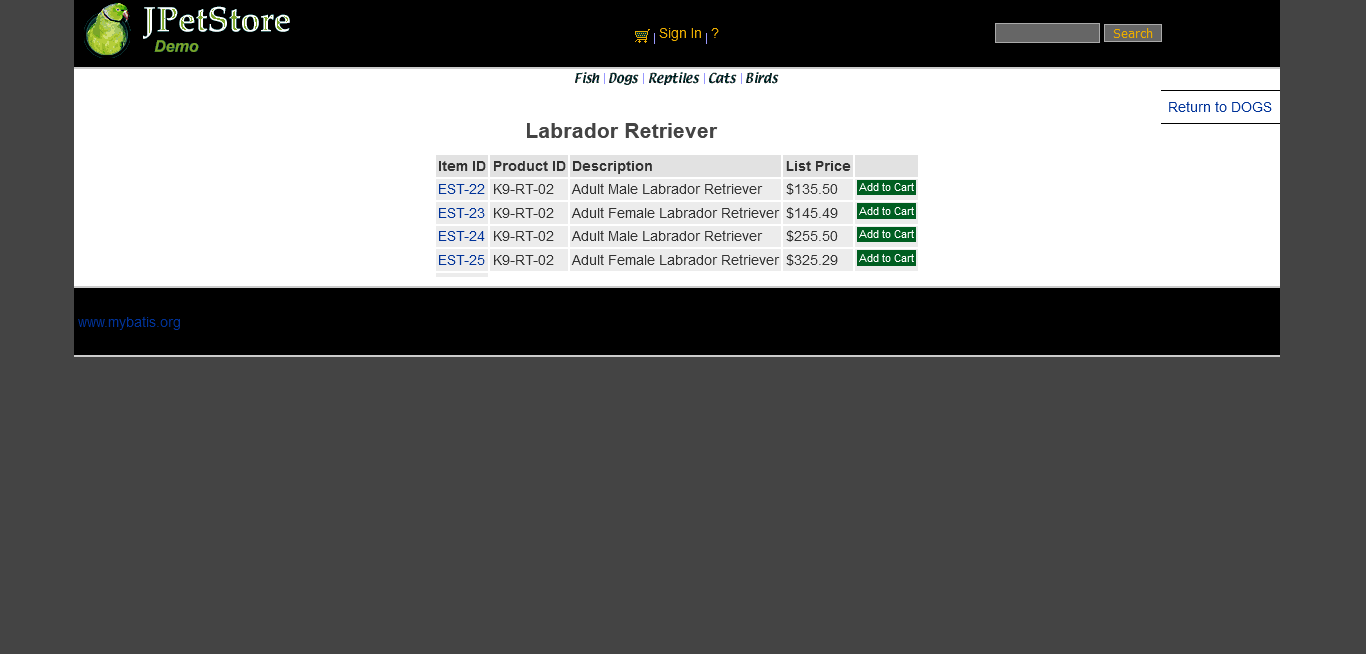 JPetStore
Demo
Sign In ?
Search
Fish | Dogs | Reptiles | Cats | Birds
Return to DOGS
Labrador Retriever
Item ID Product ID Description List Price
EST-22 K9-RT-02 Adult Male Labrador Retriever $135.50 Add to Cart
EST-23 K9-RT-02 Adult Female Labrador Retriever $145.49 Add to Cart
EST-24 K9-RT-02 Adult Male Labrador Retriever $255.50 Add to Cart
EST-25 K9-RT-02 Adult Female Labrador Retriever $325.29 Add to Cart
www.mybatis.org